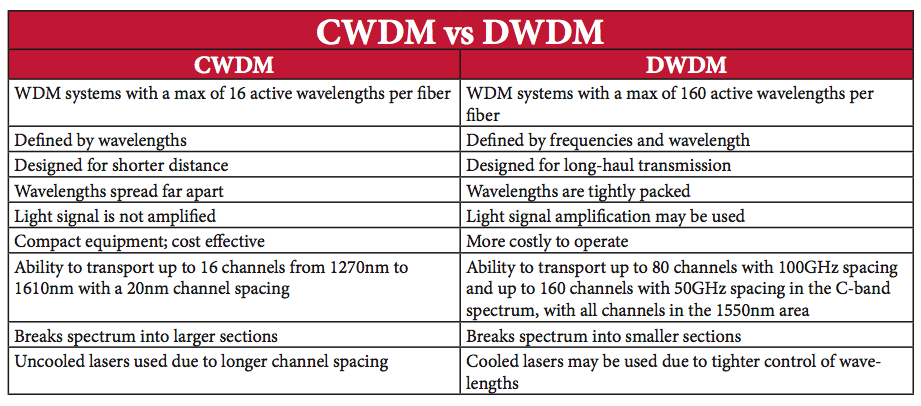 CWDM vs DWDM
CWDM
DWDM
WDM systems with a max of 16 active wavelengths per fiber
WDM systems with a max of 160 active wavelengths per
fiber
Defined by wavelengths
Defined by frequencies and wavelength
Designed for shorter distance
Designed for long-haul transmission
Wavelengths spread far apart
Wavelengths are tightly packed
Light signal is not amplified
Light signal amplification may be used
Compact equipment; cost effective
More costly to operate
Ability to transport up to 16 channels from 1270nm to
1610nm with a 20nm channel spacing
Ability to transport up to 80 channels with 100GHz spacing
and up to 160 channels with 50GHz spacing in the C-band
spectrum, with all channels in the 1550nm area
Breaks spectrum into larger sections
Breaks spectrum into smaller sections
Uncooled lasers used due to longer channel spacing
Cooled lasers may be used due to tighter control of wave-
lengths